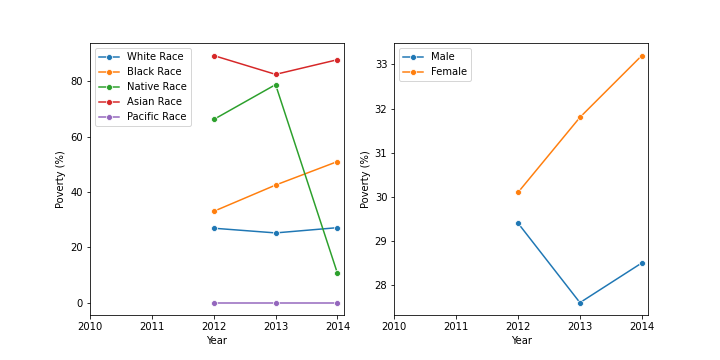 White Race
Black Race
Native Race
Asian Race
Pacific Race
80
60
40
20
0
Poverty (%)
2010 2011 2012 2013 2014
Year
Male
Female
33
32
31
30
29
28
Poverty (%)
2010 2011 2012 2013 2014
Year